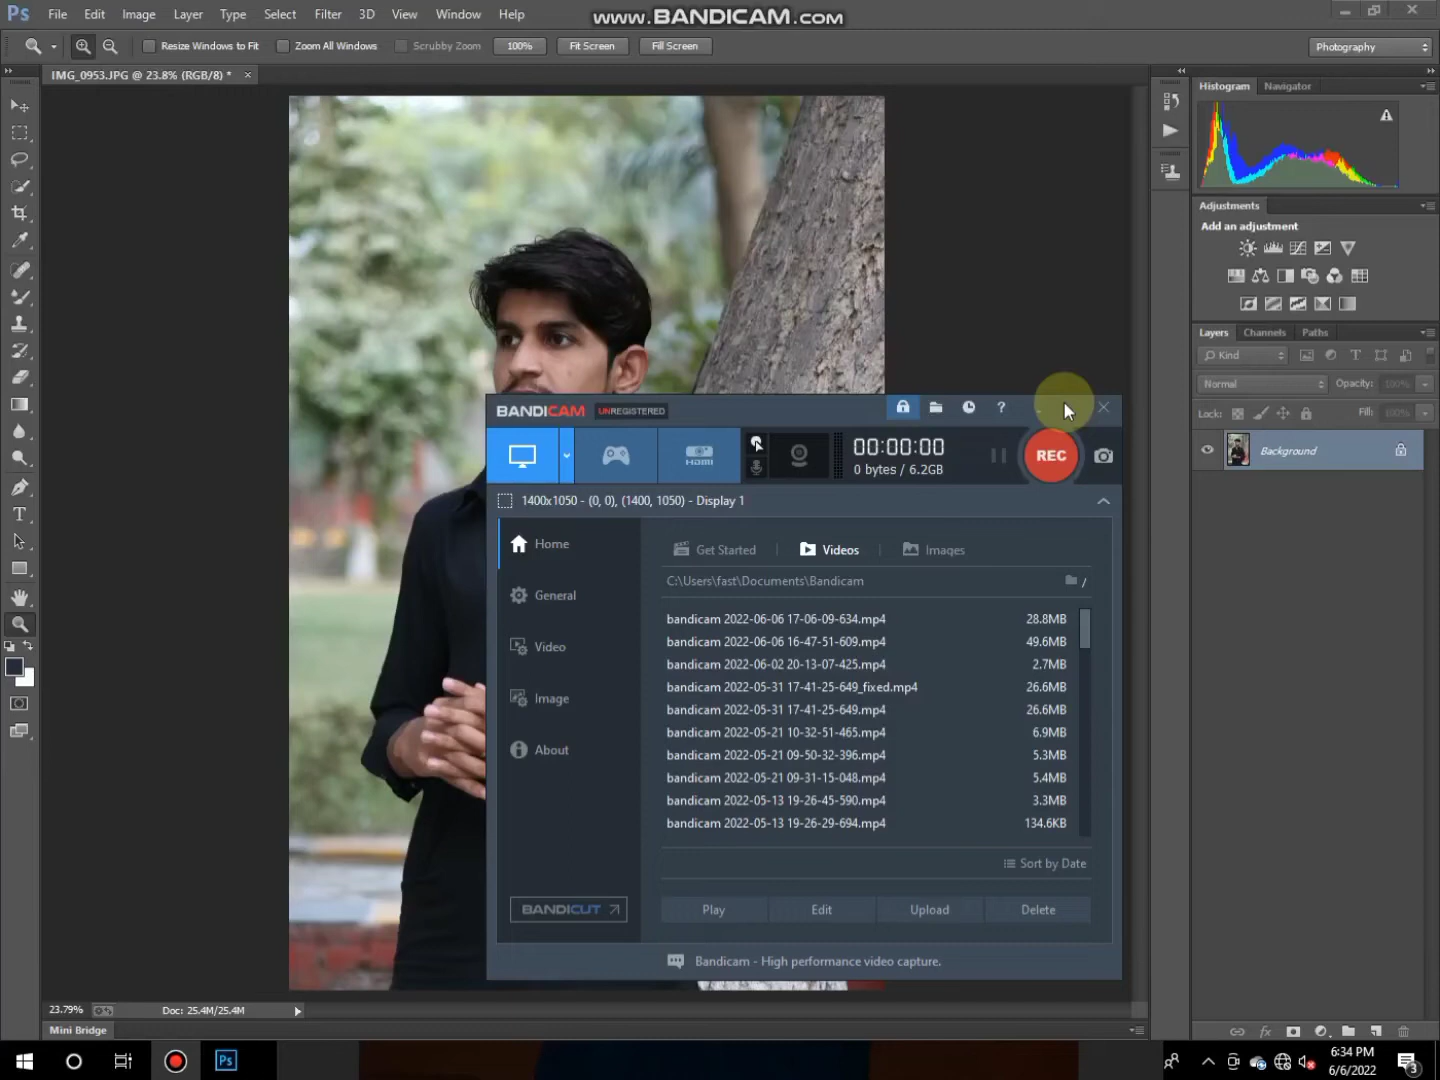 Ps File Edit Image Layer Type Select Filter 3D View Window Help
www.BANDICAM.com
Resize Windows to Fit Zoom All Windows Scrubby Zoom 100% Fit Screen Fill Screen Photography
IMG_0953.JPG @ 23.8% (RGB/8) * ×
Histogram Navigator
Adjustments
Add an adjustment
Layers Channels Paths
Kind
Normal Opacity: 100%
Lock: Fill: 100%
Background
BANDICAM UNREGISTERED
HDMI 00:00:00 REC
0 bytes / 6.2GB
1400x1050 - (0, 0), (1400, 1050) - Display 1
Home
General
Video
Image
About
BANDICUT
Get Started Videos Images
C:\Users\fast\Documents\Bandicam /
bandicam 2022-06-06 17-06-09-634.mp4 28.8MB
bandicam 2022-06-06 16-47-51-609.mp4 49.6MB
bandicam 2022-06-02 20-13-07-425.mp4 2.7MB
bandicam 2022-05-31 17-41-25-649_fixed.mp4 26.6MB
bandicam 2022-05-31 17-41-25-649.mp4 26.6MB
bandicam 2022-05-21 10-32-51-465.mp4 6.9MB
bandicam 2022-05-21 09-50-32-396.mp4 5.3MB
bandicam 2022-05-21 09-31-15-048.mp4 5.4MB
bandicam 2022-05-13 19-26-45-590.mp4 3.3MB
bandicam 2022-05-13 19-26-29-694.mp4 134.6KB
Sort by Date
Play Edit Upload Delete
Bandicam - High performance video capture.
23.79% Doc: 25.4M/25.4M
Mini Bridge
fx
Ps
6:34 PM
6/6/2022
3